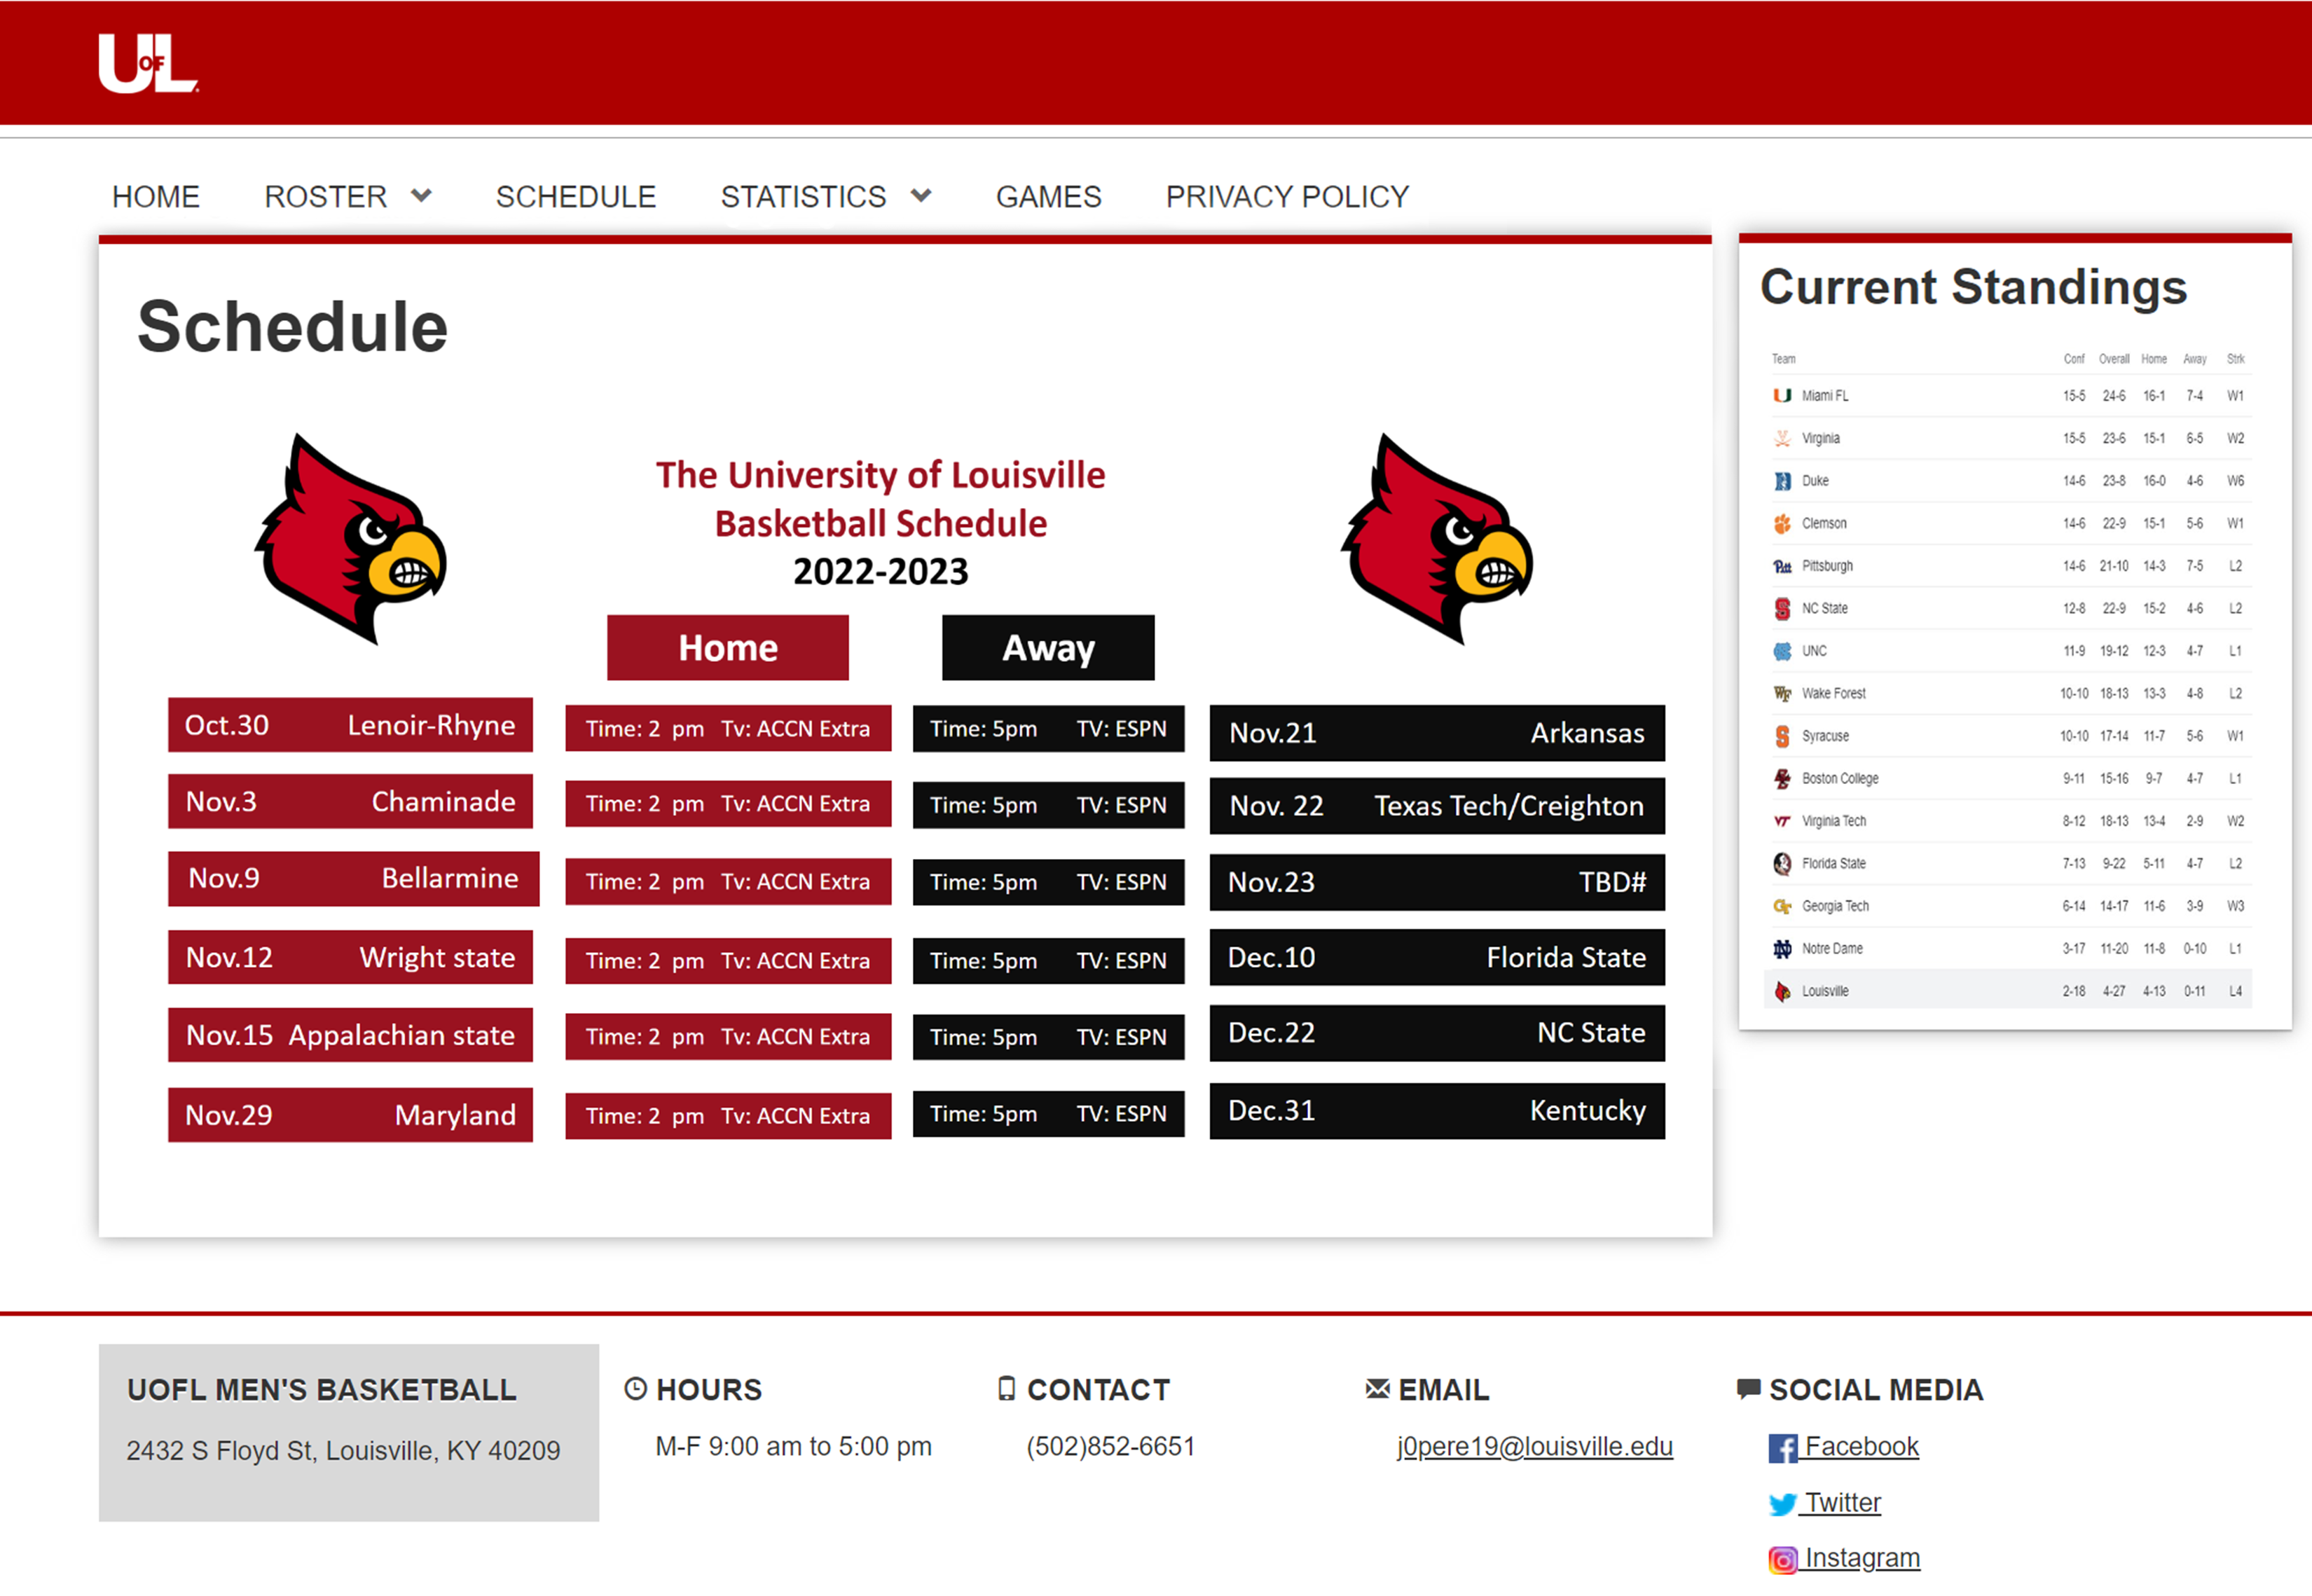 U OF L
HOME ROSTER SCHEDULE STATISTICS GAMES PRIVACY POLICY
Schedule
The University of Louisville
Basketball Schedule
2022-2023
Home Away
Oct.30 Lenoir-Rhyne Time: 2 pm Tv: ACCN Extra Time: 5pm TV: ESPN Nov.21 Arkansas
Nov.3 Chaminade Time: 2 pm Tv: ACCN Extra Time: 5pm TV: ESPN Nov. 22 Texas Tech/Creighton
Nov.9 Bellarmine Time: 2 pm Tv: ACCN Extra Time: 5pm TV: ESPN Nov.23 TBD#
Nov.12 Wright state Time: 2 pm Tv: ACCN Extra Time: 5pm TV: ESPN Dec.10 Florida State
Nov.15 Appalachian state Time: 2 pm Tv: ACCN Extra Time: 5pm TV: ESPN Dec.22 NC State
Nov.29 Maryland Time: 2 pm Tv: ACCN Extra Time: 5pm TV: ESPN Dec.31 Kentucky
Current Standings
Team Conf Overall Home Away Strk
Miami FL 15-5 24-6 16-1 7-4 W1
Virginia 15-5 23-6 15-1 6-5 W2
Duke 14-6 23-8 16-0 4-6 W6
Clemson 14-6 22-9 15-1 5-6 W1
Pitt Pittsburgh 14-6 21-10 14-3 7-5 L2
NC State 12-8 22-9 15-2 4-6 L2
UNC 11-9 19-12 12-3 4-7 L1
WF Wake Forest 10-10 18-13 13-3 4-8 L2
S Syracuse 10-10 17-14 11-7 5-6 W1
Boston College 9-11 15-16 9-7 4-7 L1
VT Virginia Tech 8-12 18-13 13-4 2-9 W2
Florida State 7-13 9-22 5-11 4-7 L2
GT Georgia Tech 6-14 14-17 11-6 3-9 W3
ND Notre Dame 3-17 11-20 11-8 0-10 L1
Louisville 2-18 4-27 4-13 0-11 L4
UOFL MEN'S BASKETBALL
2432 S Floyd St, Louisville, KY 40209
HOURS
M-F 9:00 am to 5:00 pm
CONTACT
(502)852-6651
EMAIL
j0pere19@louisville.edu
SOCIAL MEDIA
Facebook
Twitter
Instagram